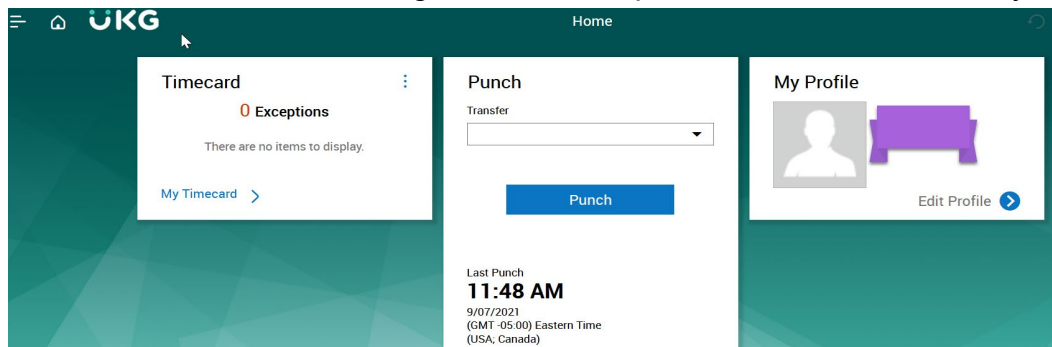 UKG
Home
Timecard
0 Exceptions
There are no items to display.
My Timecard
Punch
Transfer
Punch
Last Punch
11:48 AM
9/07/2021
(GMT -05:00) Eastern Time
(USA; Canada)
My Profile
Edit Profile